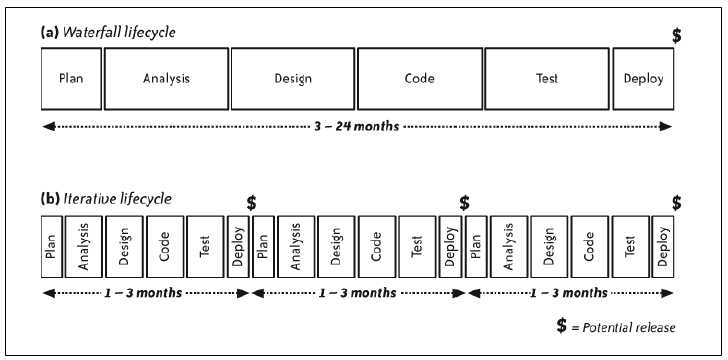 (a) Waterfall lifecycle
$
Plan Analysis Design Code Test Deploy
3 – 24 months
(b) Iterative lifecycle
$ $ $
Plan Analysis Design Code Test Deploy Plan Analysis Design Code Test Deploy Plan Analysis Design Code Test Deploy
1 – 3 months 1 – 3 months 1 – 3 months
$ = Potential release